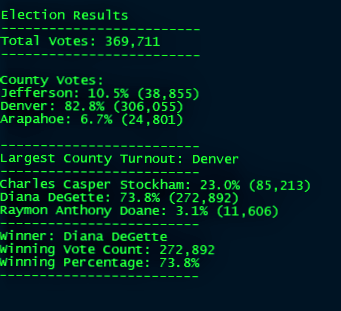 Election Results
-------------------------
Total Votes: 369,711
-------------------------
County Votes:
Jefferson: 10.5% (38,855)
Denver: 82.8% (306,055)
Arapahoe: 6.7% (24,801)
-------------------------
Largest County Turnout: Denver
-------------------------
Charles Casper Stockham: 23.0% (85,213)
Diana DeGette: 73.8% (272,892)
Raymon Anthony Doane: 3.1% (11,606)
-------------------------
Winner: Diana DeGette
Winning Vote Count: 272,892
Winning Percentage: 73.8%
-------------------------